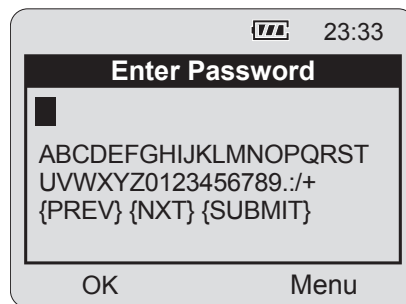 23:33
Enter Password
ABCDEFGHIJKLMNOPQRST
UVWXYZ0123456789.:/+
{PREV} {NXT} {SUBMIT}
OK Menu